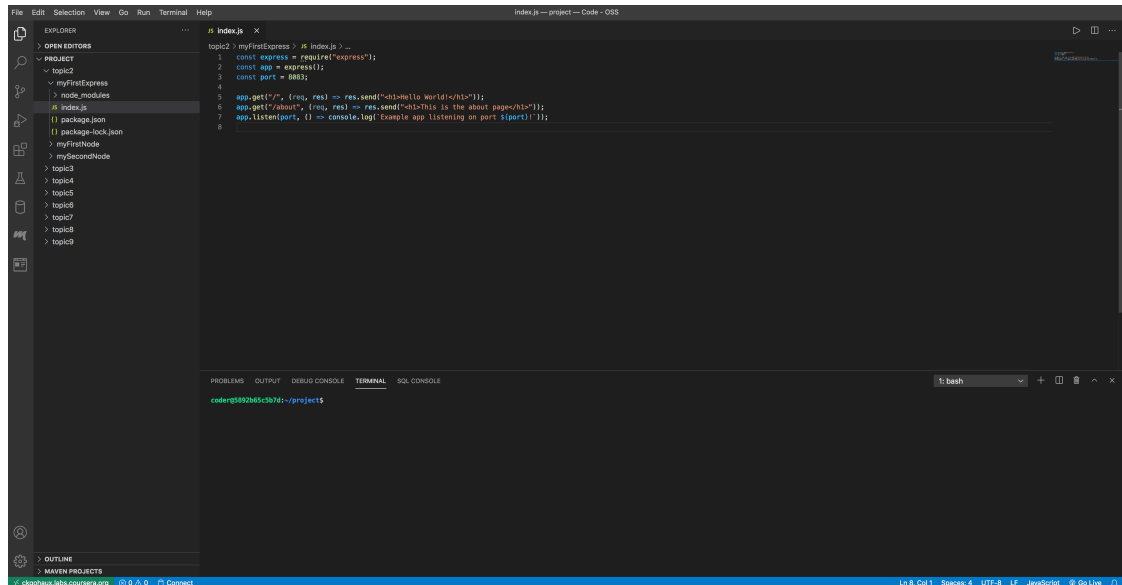 File Edit Selection View Go Run Terminal Help
index.js — project — Code - OSS
EXPLORER ···
OPEN EDITORS
PROJECT
topic2
myFirstExpress
node_modules
JS index.js
{} package.json
{} package-lock.json
myFirstNode
mySecondNode
topic3
topic4
topic5
topic6
topic7
topic8
topic9
OUTLINE
MAVEN PROJECTS
JS index.js ×
topic2 > myFirstExpress > JS index.js > ...
1 const express = require("express");
2 const app = express();
3 const port = 8083;
4
5 app.get("/", (req, res) => res.send("<h1>Hello World!</h1>"));
6 app.get("/about", (req, res) => res.send("<h1>This is the about page</h1>"));
7 app.listen(port, () => console.log(`Example app listening on port ${port}!`));
8
PROBLEMS OUTPUT DEBUG CONSOLE TERMINAL SQL CONSOLE
1: bash
coder@5892b65c5b7d:~/project$
ckgohaux.labs.coursera.org 0 0 Connect
Ln 8, Col 1 Spaces: 4 UTF-8 LF JavaScript Go Live